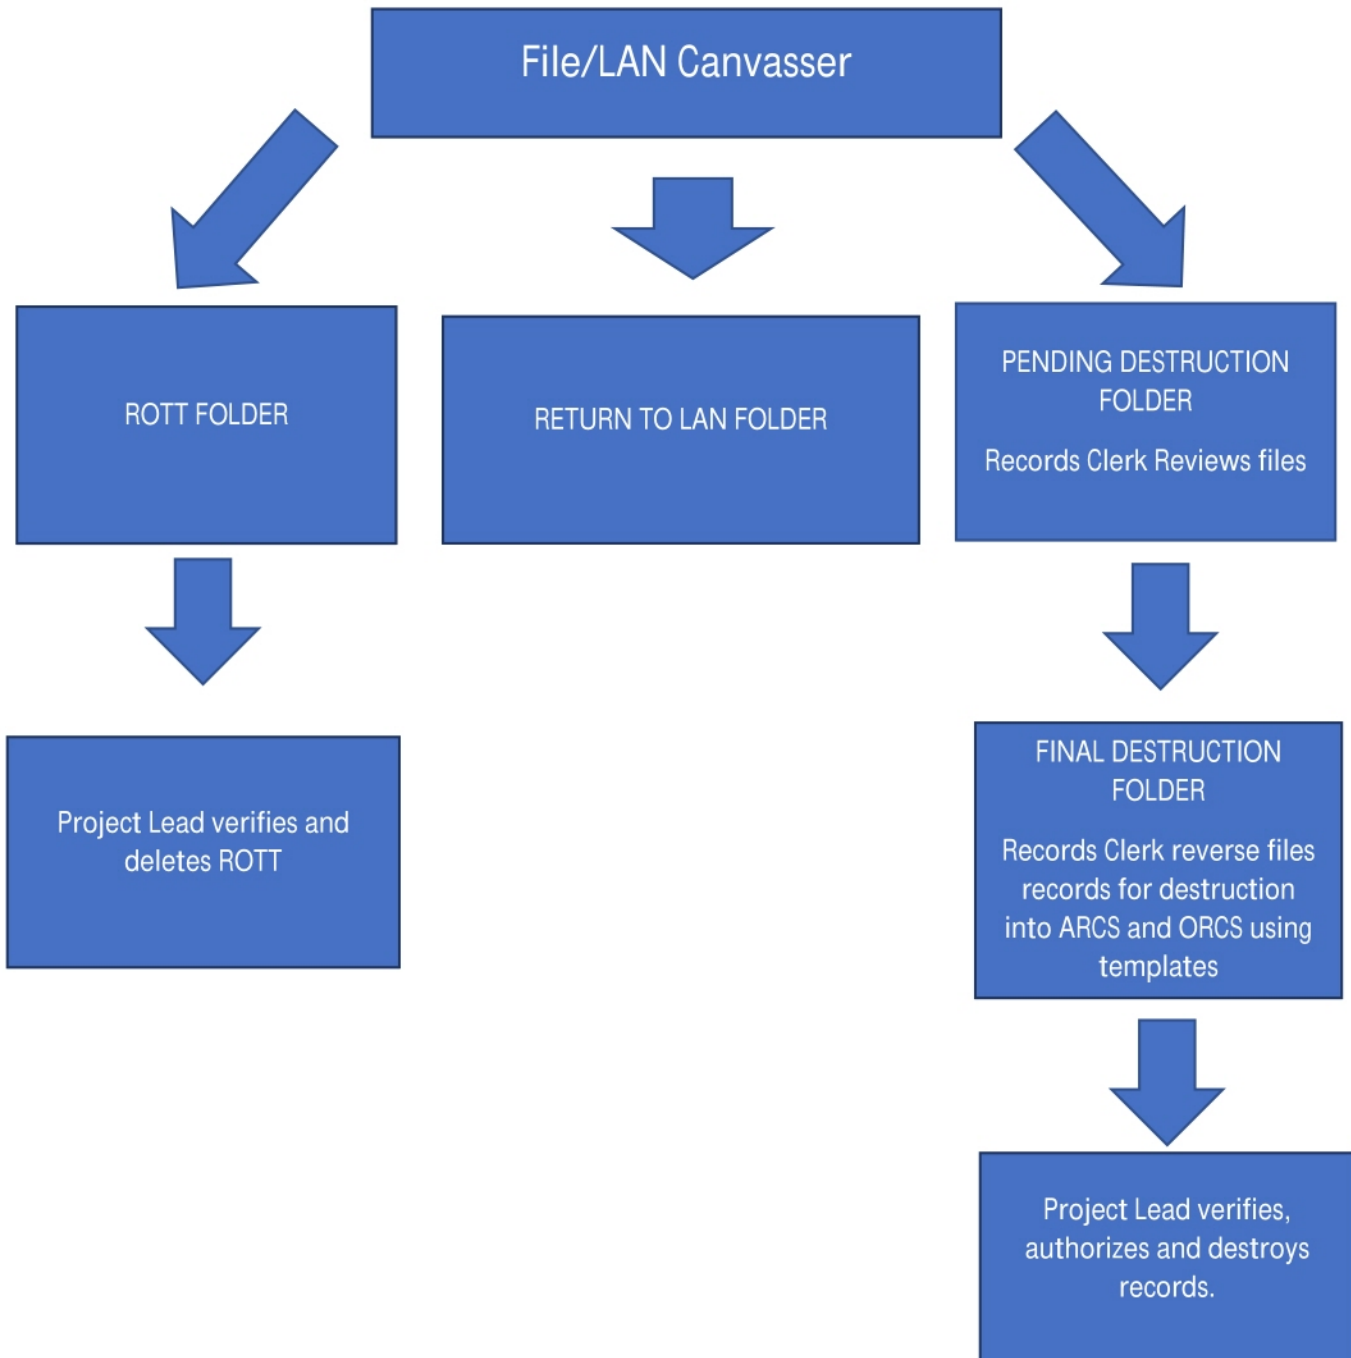 File/LAN Canvasser
ROTT FOLDER
RETURN TO LAN FOLDER
PENDING DESTRUCTION
FOLDER
Records Clerk Reviews files
Project Lead verifies and
deletes ROTT
FINAL DESTRUCTION
FOLDER
Records Clerk reverse files
records for destruction
into ARCS and ORCS using
templates
Project Lead verifies,
authorizes and destroys
records.